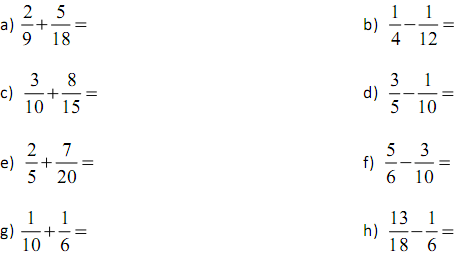 a) 2/9 + 5/18 =
b) 1/4 − 1/12 =
c) 3/10 + 8/15 =
d) 3/5 − 1/10 =
e) 2/5 + 7/20 =
f) 5/6 − 3/10 =
g) 1/10 + 1/6 =
h) 13/18 − 1/6 =